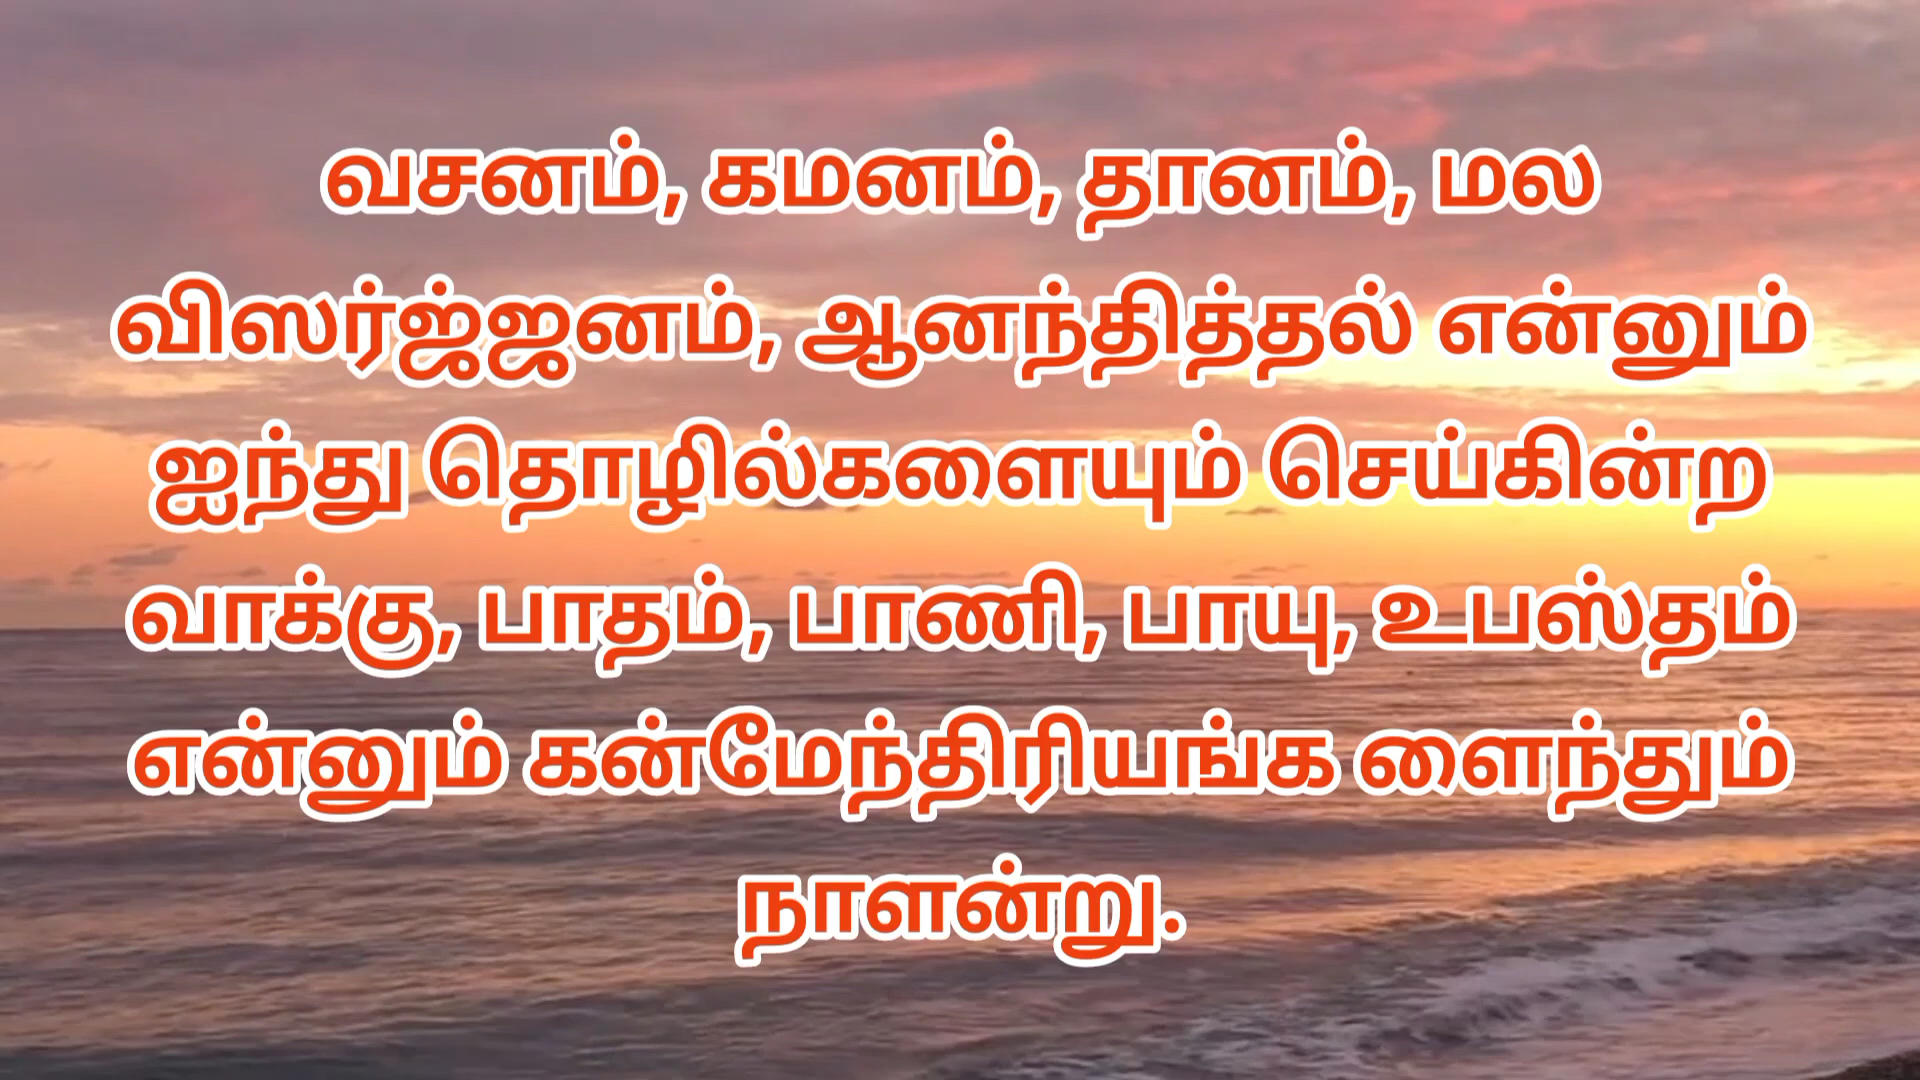 வசனம், கமனம், தானம், மல
விஸர்ஜ்ஜனம், ஆனந்தித்தல் என்னும்
ஐந்து தொழில்களையும் செய்கின்ற
வாக்கு, பாதம், பாணி, பாயு, உபஸ்தம்
என்னும் கன்மேந்திரியங்க ளைந்தும்
நாளன்று.